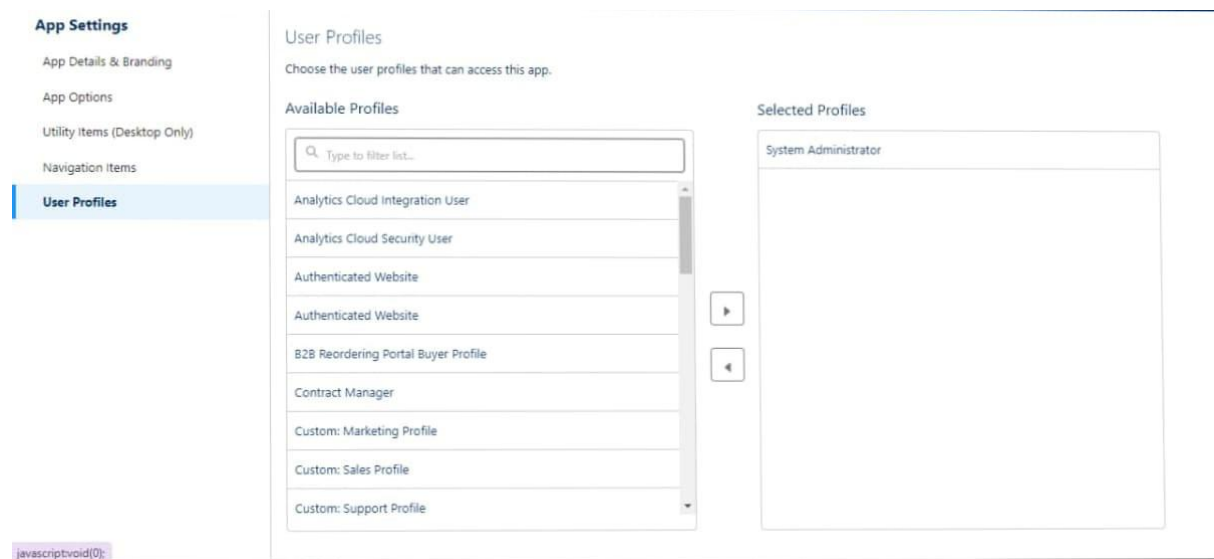 App Settings
App Details & Branding
App Options
Utility Items (Desktop Only)
Navigation Items
User Profiles
User Profiles
Choose the user profiles that can access this app.
Available Profiles
Type to filter list...
Analytics Cloud Integration User
Analytics Cloud Security User
Authenticated Website
Authenticated Website
B2B Reordering Portal Buyer Profile
Contract Manager
Custom: Marketing Profile
Custom: Sales Profile
Custom: Support Profile
Selected Profiles
System Administrator
javascript:void(0);